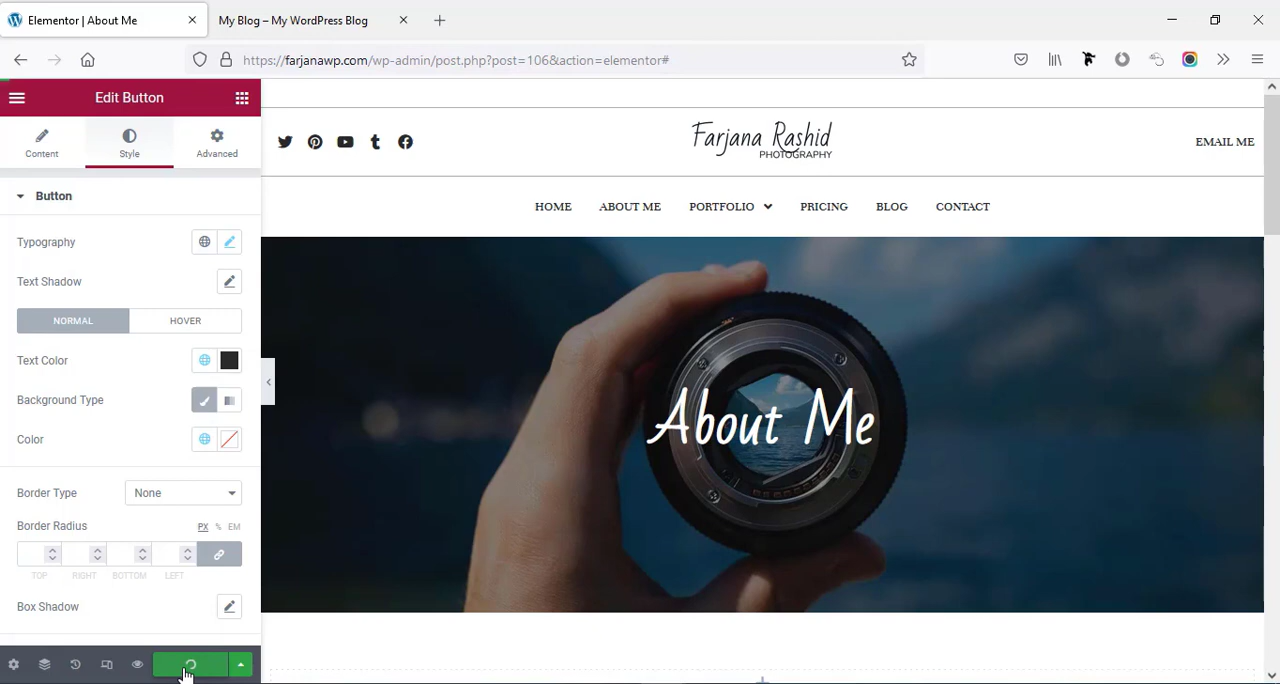 Elementor | About Me
My Blog – My WordPress Blog
https://farjanawp.com/wp-admin/post.php?post=106&action=elementor#
Edit Button
Content
Style
Advanced
Button
Typography
Text Shadow
NORMAL
HOVER
Text Color
Background Type
Color
Border Type
None
Border Radius
PX % EM
TOP RIGHT BOTTOM LEFT
Box Shadow
Farjana Rashid
PHOTOGRAPHY
EMAIL ME
HOME ABOUT ME PORTFOLIO PRICING BLOG CONTACT
About Me